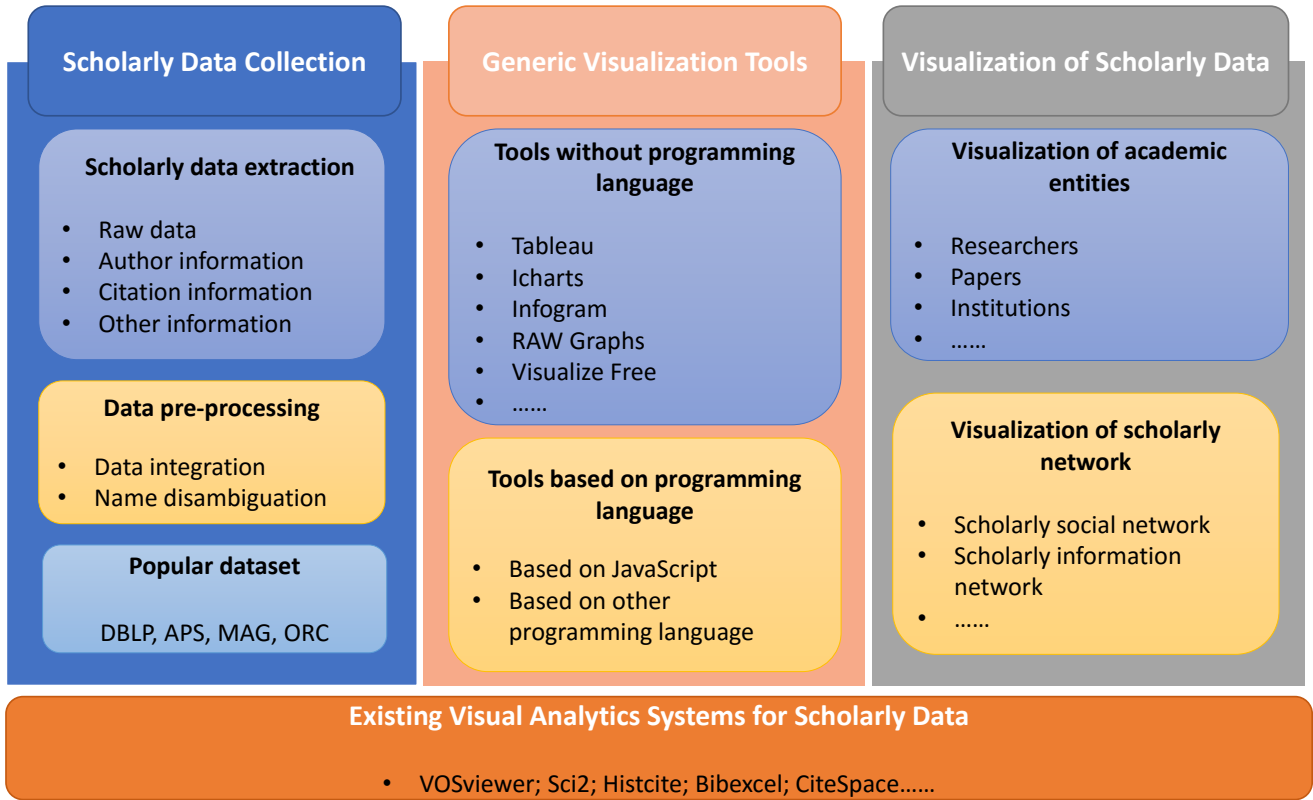 Scholarly Data Collection
Scholarly data extraction
• Raw data
• Author information
• Citation information
• Other information
Data pre-processing
• Data integration
• Name disambiguation
Popular dataset
DBLP, APS, MAG, ORC
Generic Visualization Tools
Tools without programming
language
• Tableau
• Icharts
• Infogram
• RAW Graphs
• Visualize Free
• ……
Tools based on programming
language
• Based on JavaScript
• Based on other
programming language
Visualization of Scholarly Data
Visualization of academic
entities
• Researchers
• Papers
• Institutions
• ……
Visualization of scholarly
network
• Scholarly social network
• Scholarly information
network
• ……
Existing Visual Analytics Systems for Scholarly Data
• VOSviewer; Sci2; Histcite; Bibexcel; CiteSpace……